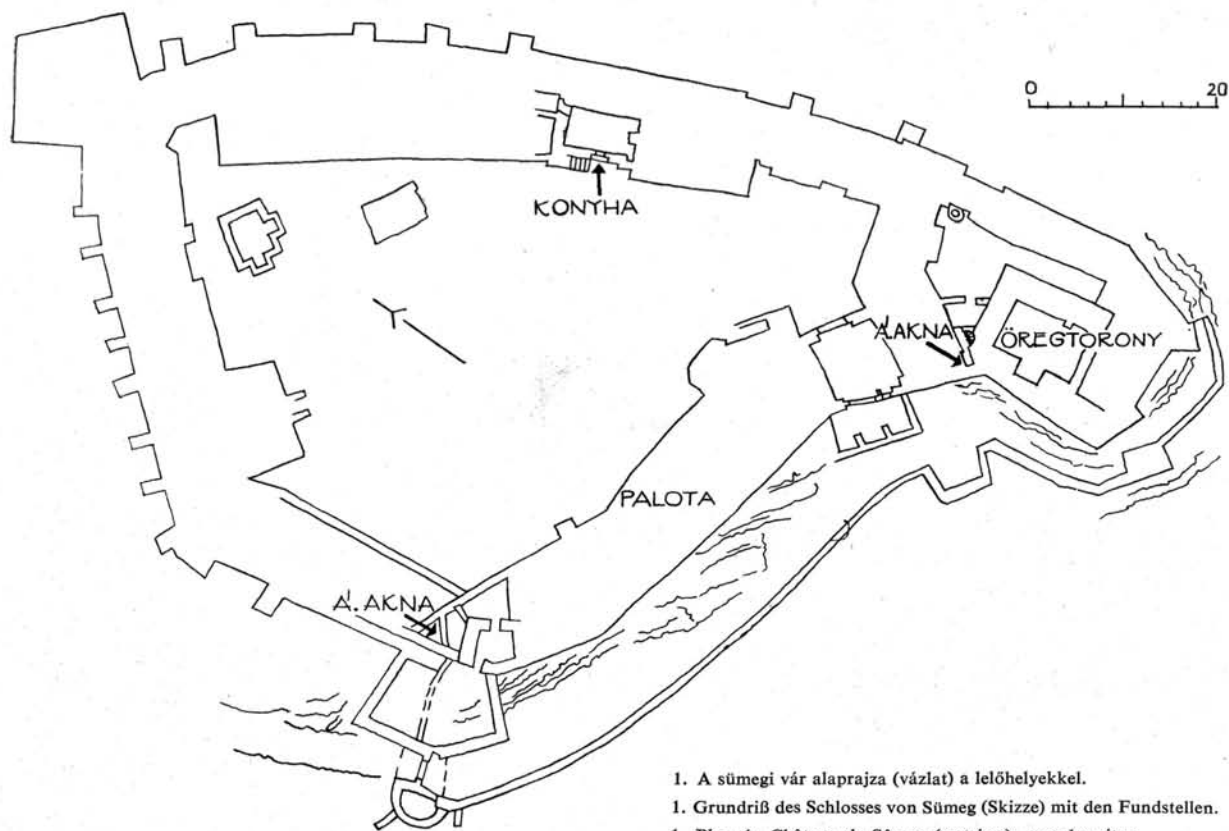 0 20
KONYHA
Á.AKNA
ÖREGTORONY
PALOTA
Á. AKNA
1. A sümegi vár alaprajza (vázlat) a lelőhelyekkel.
1. Grundriß des Schlosses von Sümeg (Skizze) mit den Fundstellen.